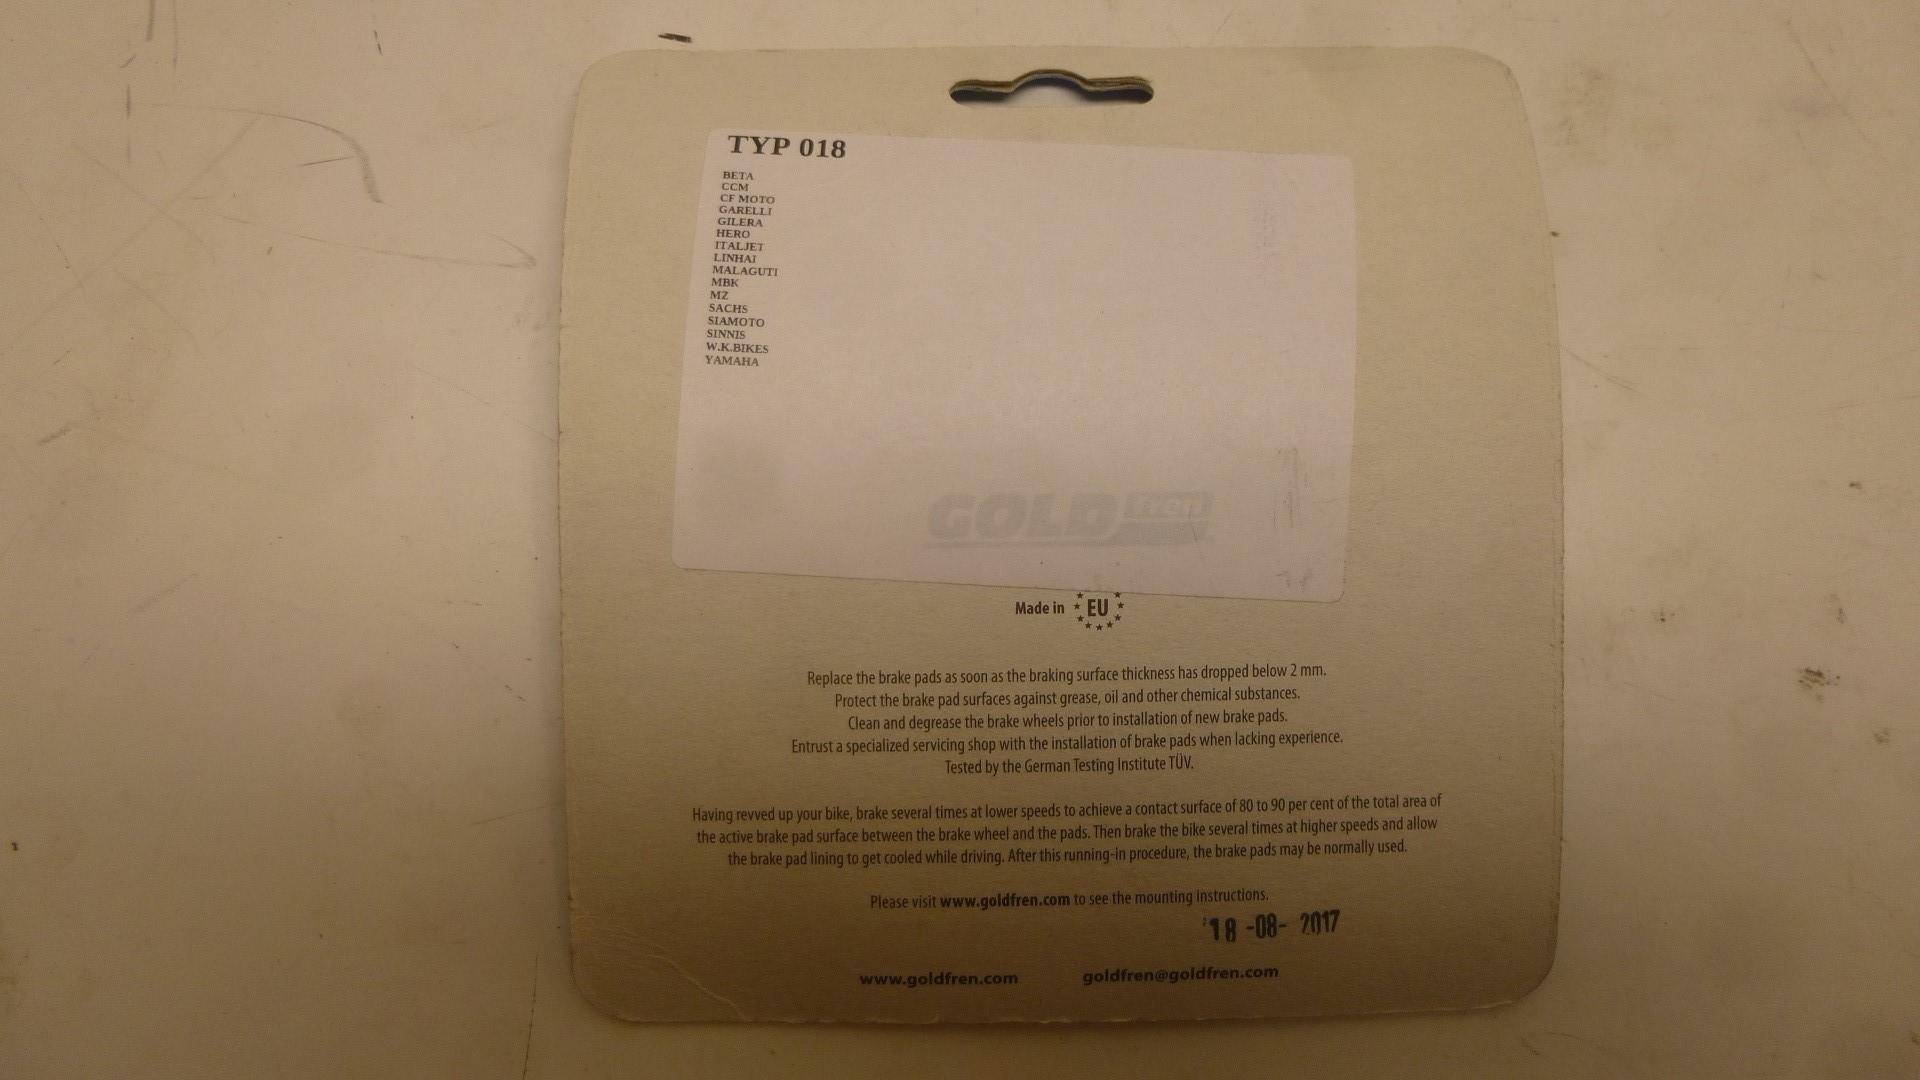 TYP 018
BETA
CCM
CF MOTO
GARELLI
GILERA
HERO
ITALJET
LINHAI
MALAGUTI
MBK
MZ
SACHS
SIAMOTO
SINNIS
W.K.BIKES
YAMAHA
GOLD fren
Made in EU
Replace the brake pads as soon as the braking surface thickness has dropped below 2 mm.
Protect the brake pad surfaces against grease, oil and other chemical substances.
Clean and degrease the brake wheels prior to installation of new brake pads.
Entrust a specialized servicing shop with the installation of brake pads when lacking experience.
Tested by the German Testing Institute TÜV.
Having revved up your bike, brake several times at lower speeds to achieve a contact surface of 80 to 90 per cent of the total area of
the active brake pad surface between the brake wheel and the pads. Then brake the bike several times at higher speeds and allow
the brake pad lining to get cooled while driving. After this running-in procedure, the brake pads may be normally used.
Please visit www.goldfren.com to see the mounting instructions.
18 -08- 2017
www.goldfren.com goldfren@goldfren.com